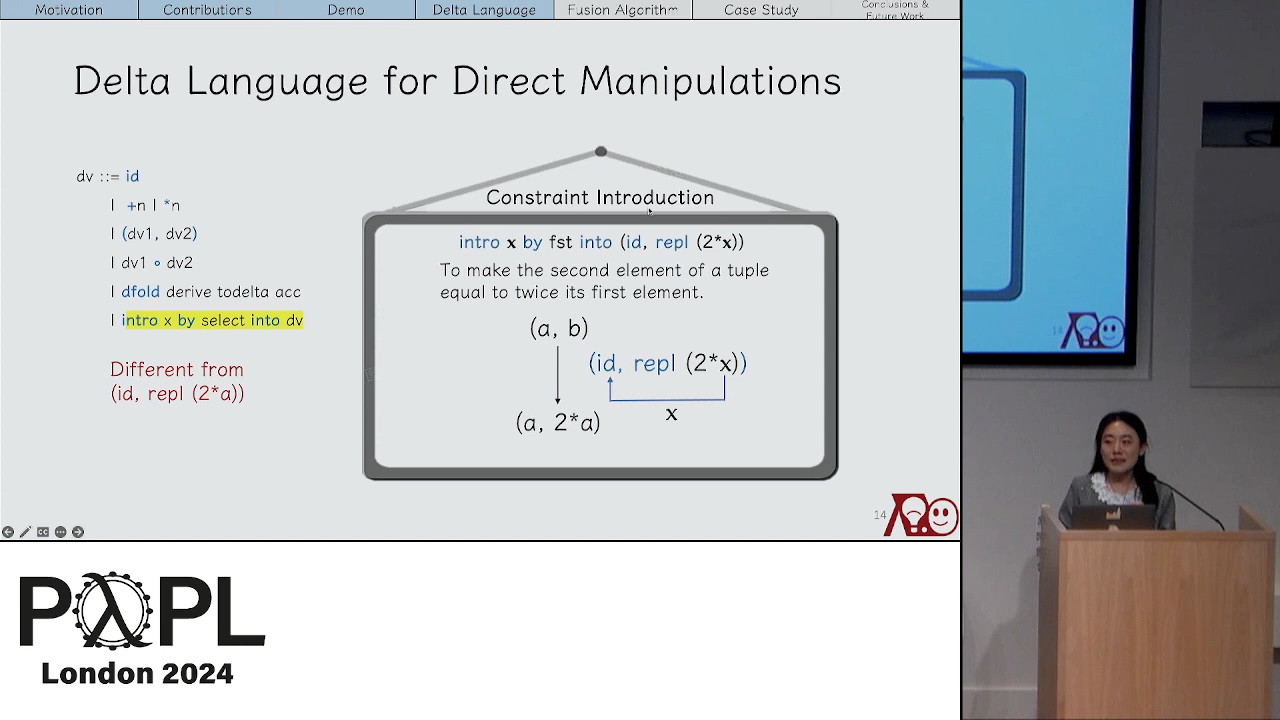 Motivation
Contributions
Demo
Delta Language
Fusion Algorithm
Case Study
Conclusions &
Future Work
Delta Language for Direct Manipulations
dv ::= id
| +n | *n
| (dv1, dv2)
| dv1 ∘ dv2
| dfold derive todelta acc
| intro x by select into dv
Different from
(id, repl (2*a))
Constraint Introduction
intro x by fst into (id, repl (2*x))
To make the second element of a tuple
equal to twice its first element.
(a, b)
(id, repl (2*x))
x
(a, 2*a)
14
14
PλPL
London 2024